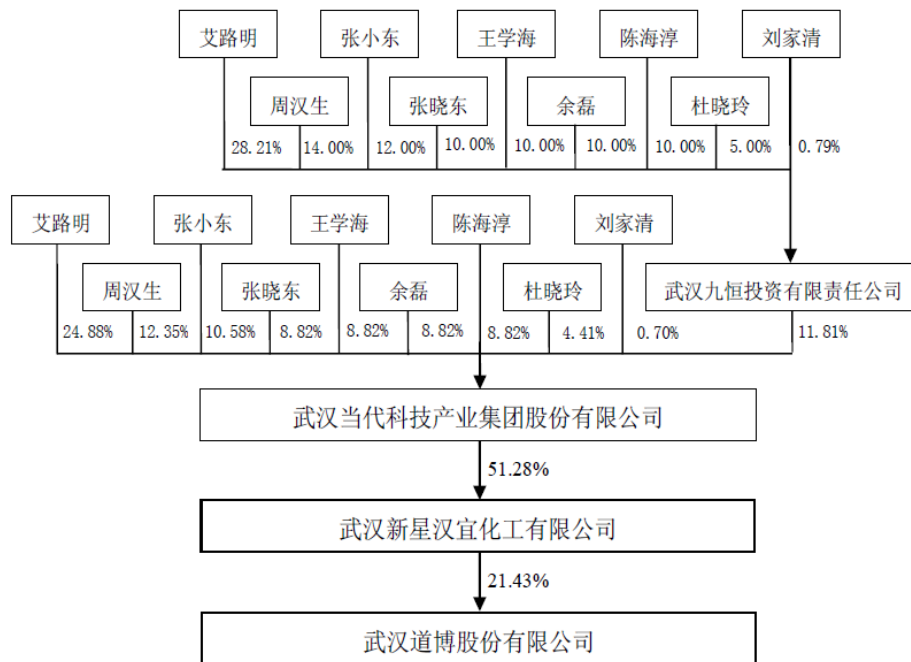 艾路明 张小东 王学海 陈海淳 刘家清
周汉生 张晓东 余磊 杜晓玲
28.21% 14.00% 12.00% 10.00% 10.00% 10.00% 10.00% 5.00% 0.79%
艾路明 张小东 王学海 陈海淳 刘家清
周汉生 张晓东 余磊 杜晓玲 武汉九恒投资有限责任公司
24.88% 12.35% 10.58% 8.82% 8.82% 8.82% 8.82% 4.41% 0.70% 11.81%
武汉当代科技产业集团股份有限公司
51.28%
武汉新星汉宜化工有限公司
21.43%
武汉道博股份有限公司